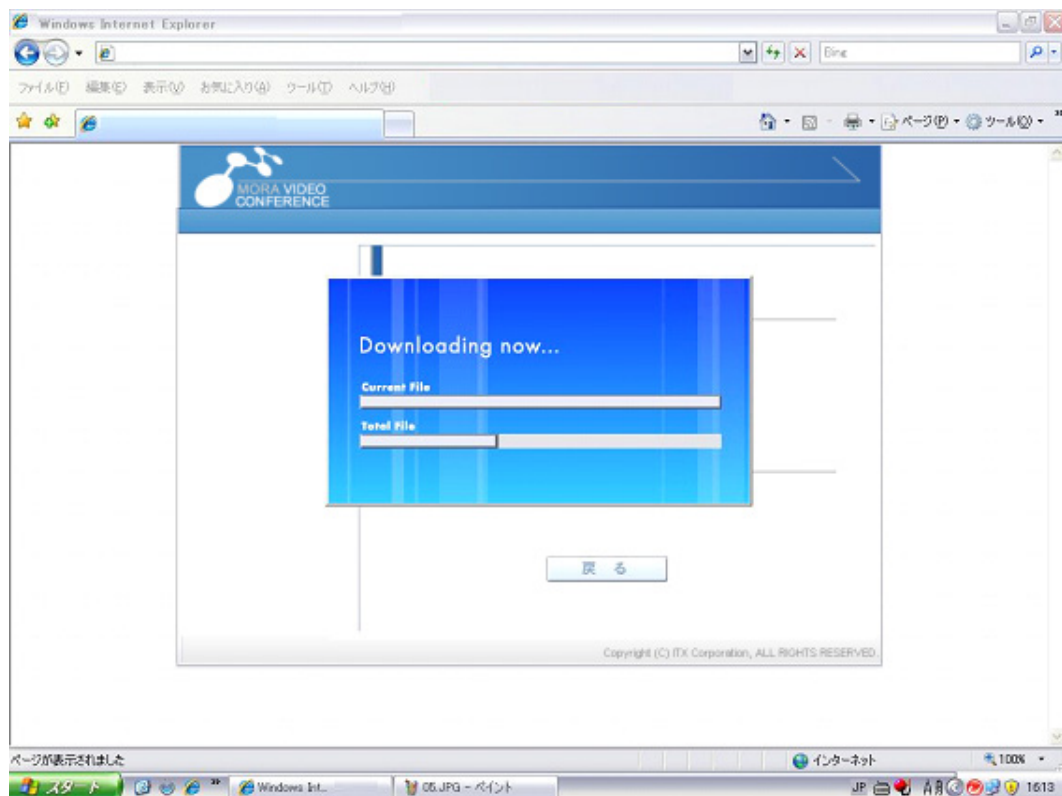 Windows Internet Explorer
Bing
ファイル(F) 編集(E) 表示(V) お気に入り(A) ツール(T) ヘルプ(H)
ページ(P) ツール(O)
MORA VIDEO
CONFERENCE
Downloading now...
Current File
Total File
戻る
Copyright (C) ITX Corporation, ALL RIGHTS RESERVED.
ページが表示されました
インターネット
100%
スタート
Windows Int...
05.JPG - ペイント
JP
16:13